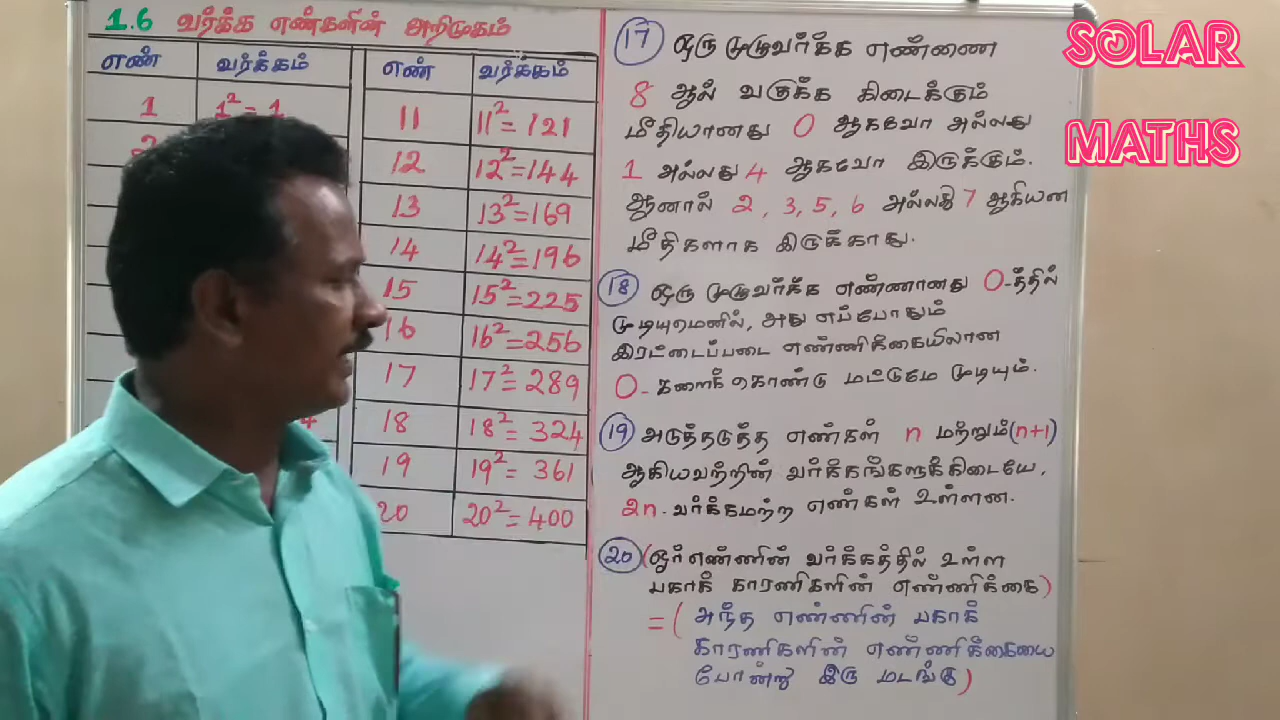 1.6 வர்க்க எண்களின் அறிமுகம்
எண் வர்க்கம் எண் வர்க்கம்
1 1² = 1 11 11² = 121
2 12 12² = 144
13 13² = 169
14 14² = 196
15 15² = 225
16 16² = 256
17 17² = 289
18 18² = 324
19 19² = 361
20 20² = 400
17 ஒரு முழுவர்க்க எண்ணை
8 ஆல் வகுக்க கிடைக்கும்
மீதியானது 0 ஆகவோ அல்லது
1 அல்லது 4 ஆகவோ இருக்கும்.
ஆனால் 2, 3, 5, 6 அல்லது 7 ஆகியன
மீதிகளாக இருக்காது.
18 ஒரு முழுவர்க்க எண்ணானது 0-த்தில்
முடியுமெனில், அது எப்போதும்
இரட்டைப்படை எண்ணிக்கையிலான
0-களைக் கொண்டு மட்டுமே முடியும்.
19 அடுத்தடுத்த எண்கள் n மற்றும் (n+1)
ஆகியவற்றின் வர்க்கங்களுக்கிடையே,
2n-வர்க்கமற்ற எண்கள் உள்ளன.
20 (ஓர் எண்ணின் வர்க்கத்தில் உள்ள
பகாக் காரணிகளின் எண்ணிக்கை)
= (அந்த எண்ணின் பகாக்
காரணிகளின் எண்ணிக்கையை
போன்று இரு மடங்கு)
SOLAR
MATHS